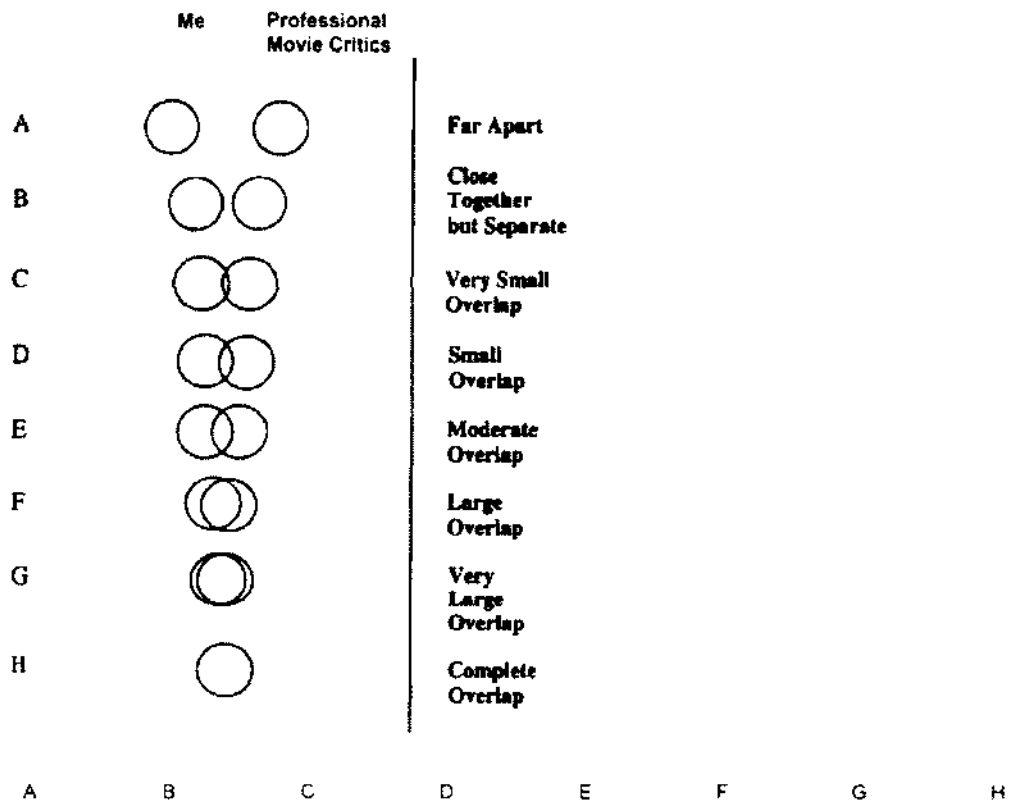 Me Professional
Movie Critics
A Far Apart
Close
B Together
but Separate
C Very Small
Overlap
D Small
Overlap
E Moderate
Overlap
F Large
Overlap
G Very
Large
Overlap
H Complete
Overlap
A B C D E F G H